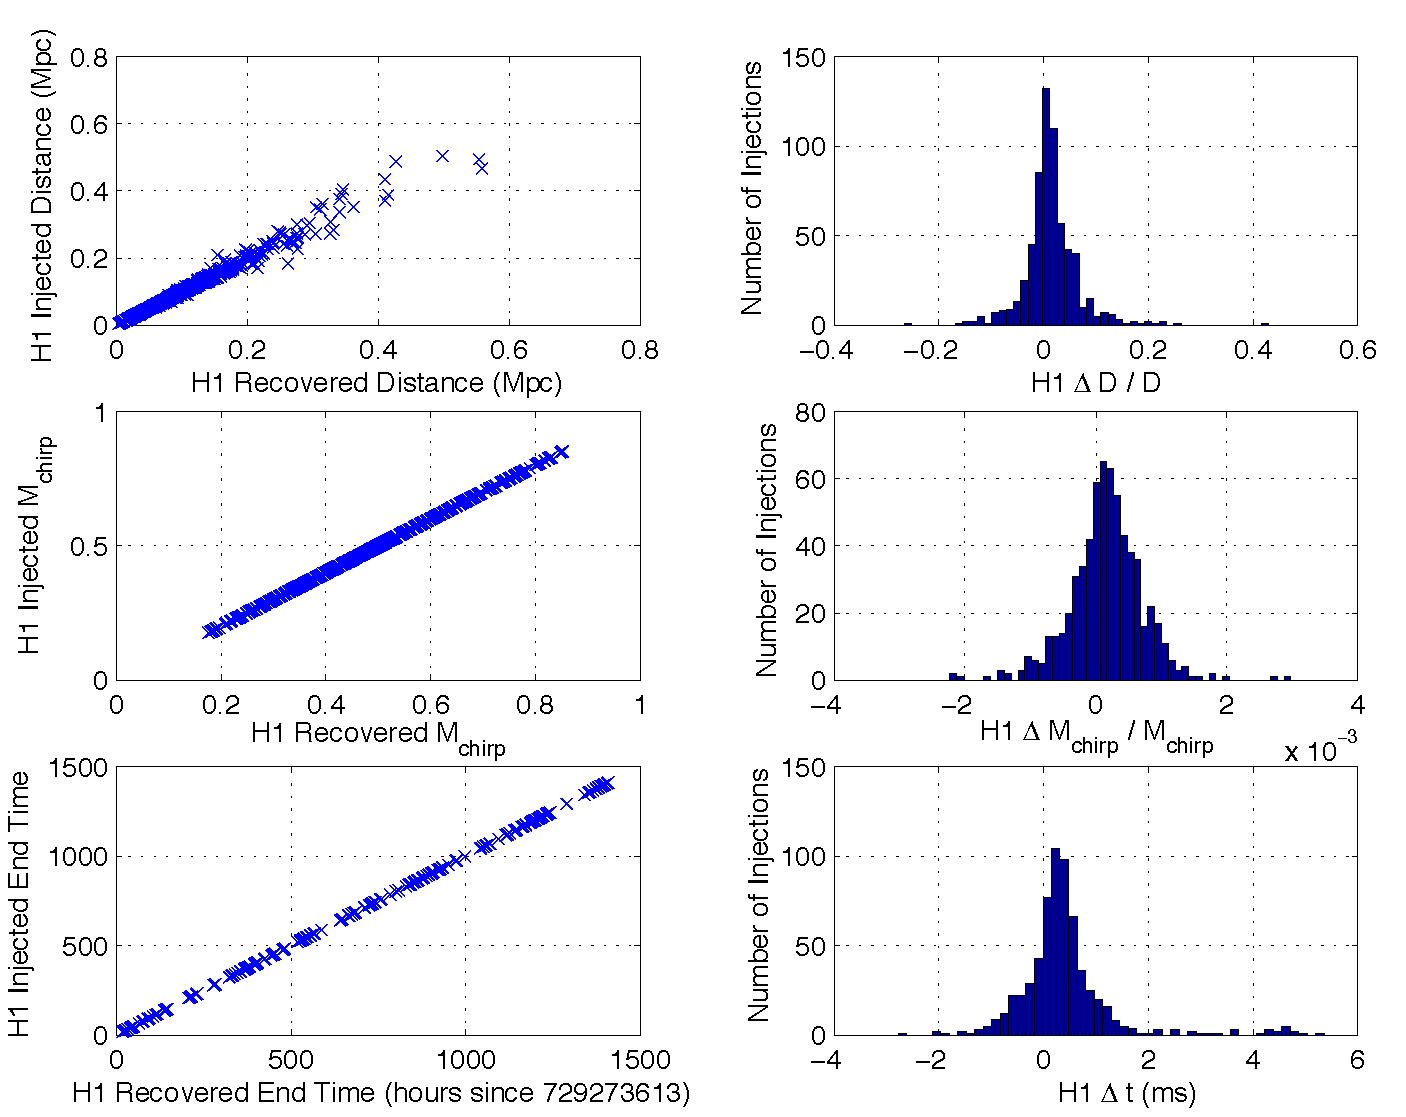 H1 Injected Distance (Mpc)
0.8
0.6
0.4
0.2
0
0 0.2 0.4 0.6 0.8
H1 Recovered Distance (Mpc)
Number of Injections
150
100
50
0
−0.4 −0.2 0 0.2 0.4 0.6
H1 Δ D / D
H1 Injected M_chirp
1
0.5
0
0 0.2 0.4 0.6 0.8 1
H1 Recovered M_chirp
Number of Injections
80
60
40
20
0
−4 −2 0 2 4
H1 Δ M_chirp / M_chirp
x 10^−3
H1 Injected End Time
1500
1000
500
0
0 500 1000 1500
H1 Recovered End Time (hours since 729273613)
Number of Injections
150
100
50
0
−4 −2 0 2 4 6
H1 Δ t (ms)